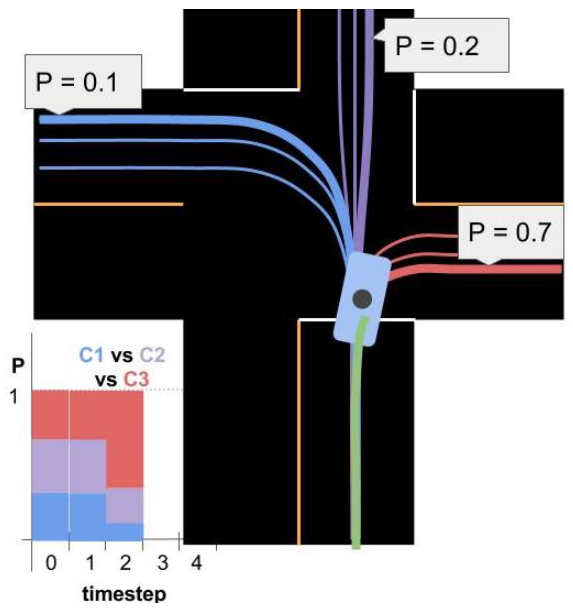 P = 0.2
P = 0.1
P = 0.7
C1 vs C2
vs C3
P
1
0 1 2 3 4
timestep